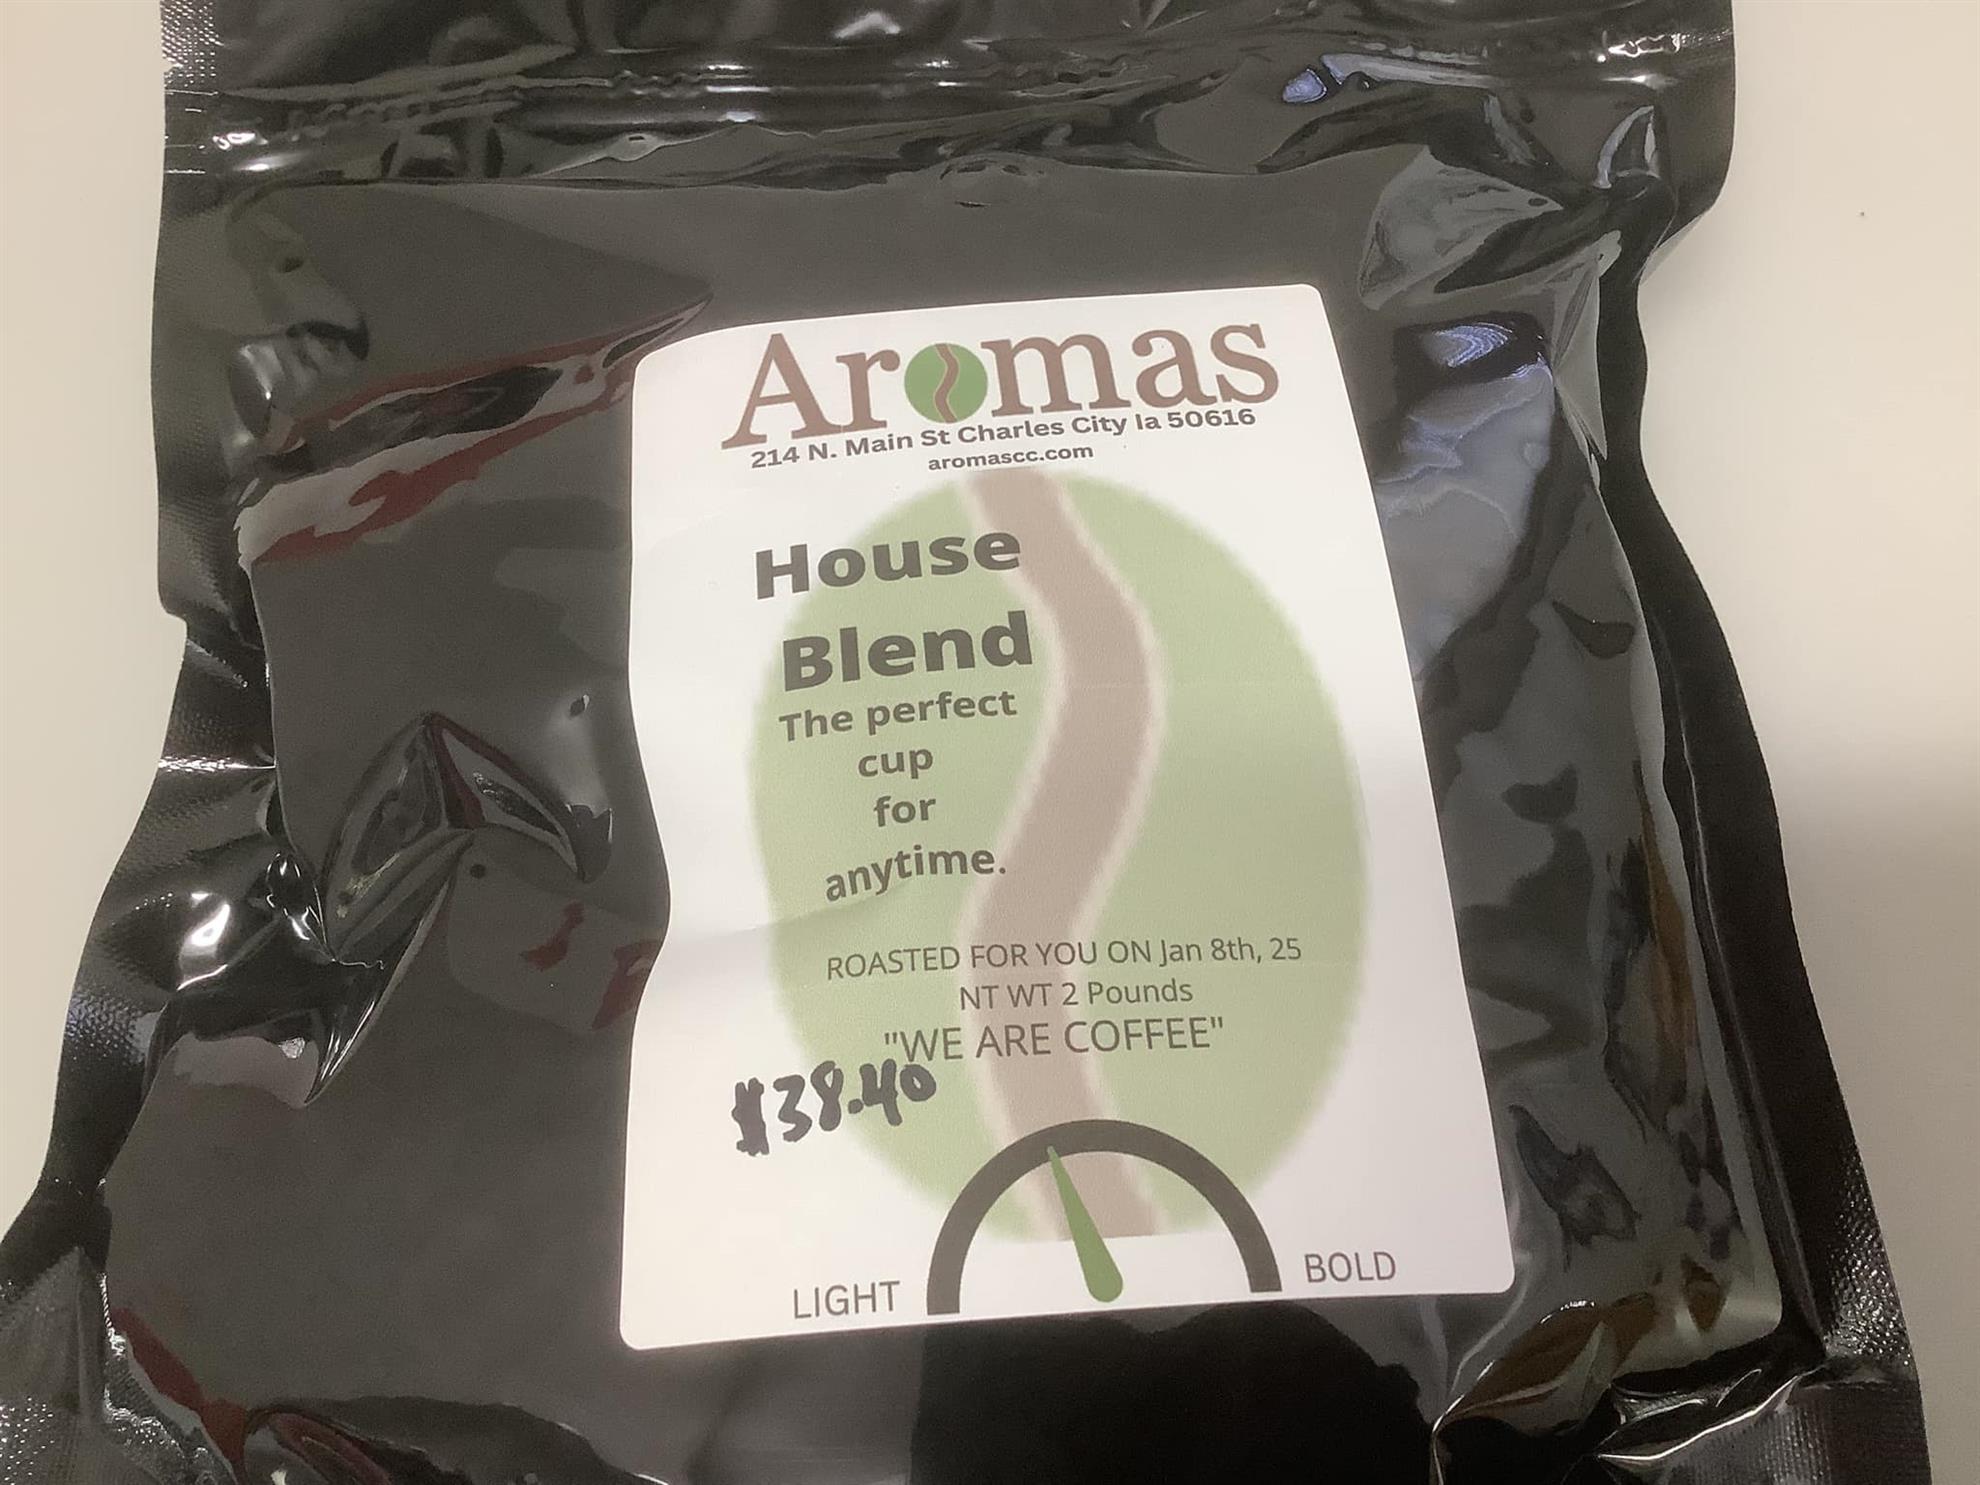 Aromas
214 N. Main St Charles City Ia 50616
aromascc.com
House
Blend
The perfect
cup
for
anytime.
ROASTED FOR YOU ON Jan 8th, 25
NT WT 2 Pounds
"WE ARE COFFEE"
$38.40
LIGHT BOLD